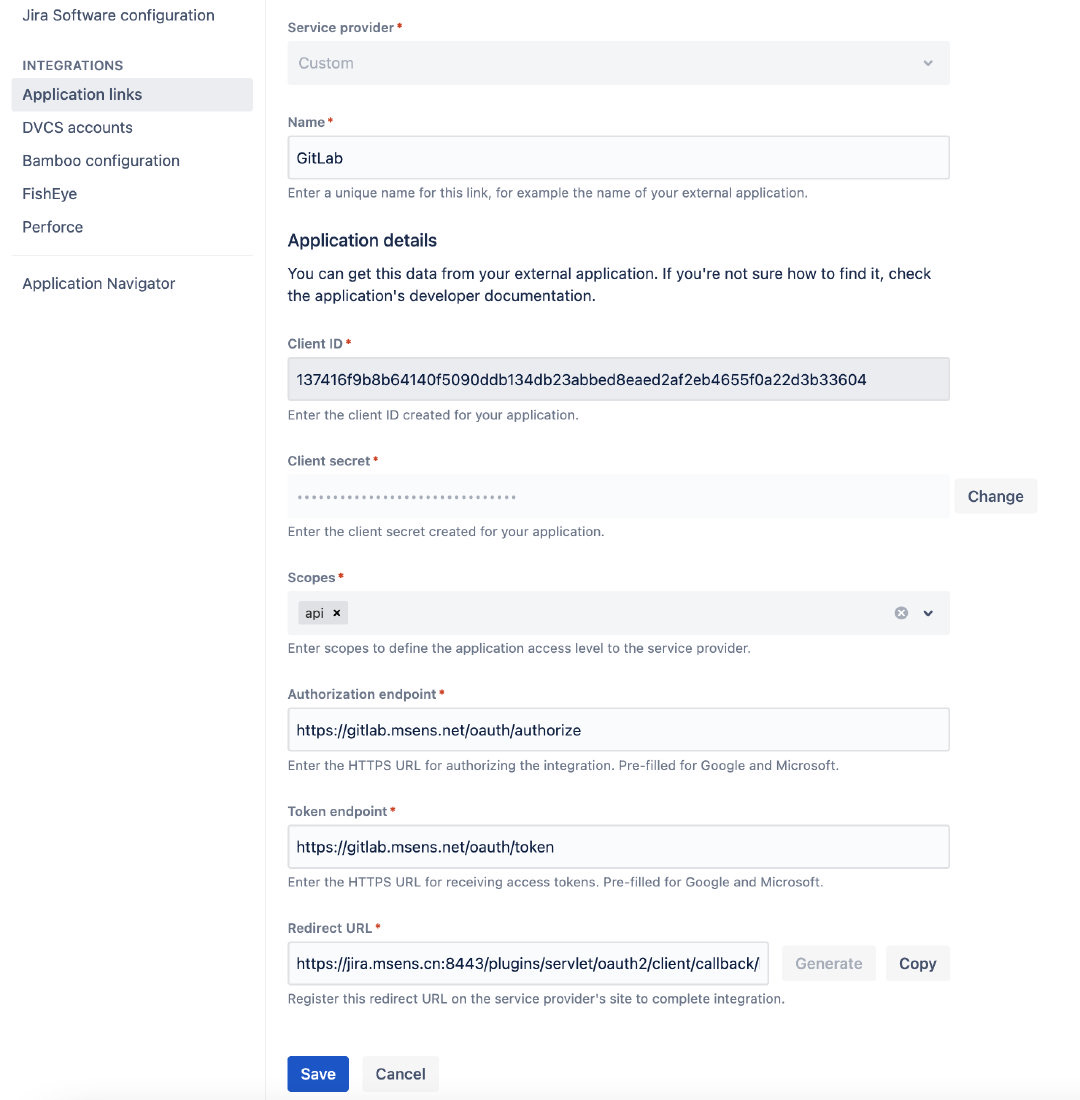 Jira Software configuration
INTEGRATIONS
Application links
DVCS accounts
Bamboo configuration
FishEye
Perforce
Application Navigator
Service provider *
Custom
Name *
GitLab
Enter a unique name for this link, for example the name of your external application.
Application details
You can get this data from your external application. If you're not sure how to find it, check
the application's developer documentation.
Client ID *
137416f9b8b64140f5090ddb134db23abbed8eaed2af2eb4655f0a22d3b33604
Enter the client ID created for your application.
Client secret *
•••••••••••••••••••••••••••••••
Change
Enter the client secret created for your application.
Scopes *
api ×
Enter scopes to define the application access level to the service provider.
Authorization endpoint *
https://gitlab.msens.net/oauth/authorize
Enter the HTTPS URL for authorizing the integration. Pre-filled for Google and Microsoft.
Token endpoint *
https://gitlab.msens.net/oauth/token
Enter the HTTPS URL for receiving access tokens. Pre-filled for Google and Microsoft.
Redirect URL *
https://jira.msens.cn:8443/plugins/servlet/oauth2/client/callback/
Generate
Copy
Register this redirect URL on the service provider's site to complete integration.
Save
Cancel